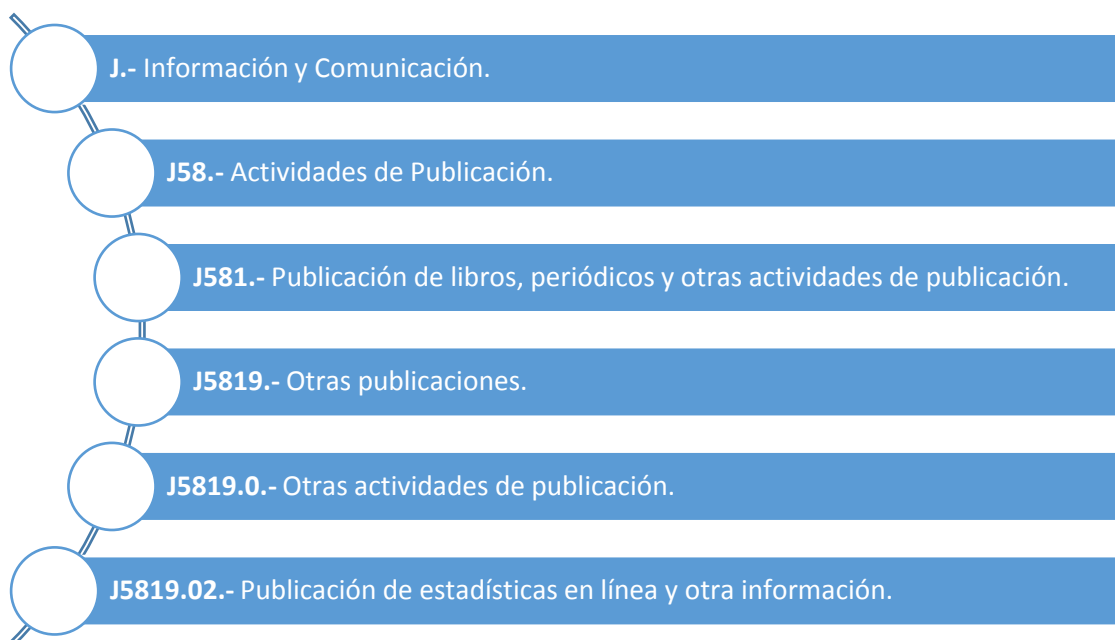 J.- Información y Comunicación.
J58.- Actividades de Publicación.
J581.- Publicación de libros, periódicos y otras actividades de publicación.
J5819.- Otras publicaciones.
J5819.0.- Otras actividades de publicación.
J5819.02.- Publicación de estadísticas en línea y otra información.